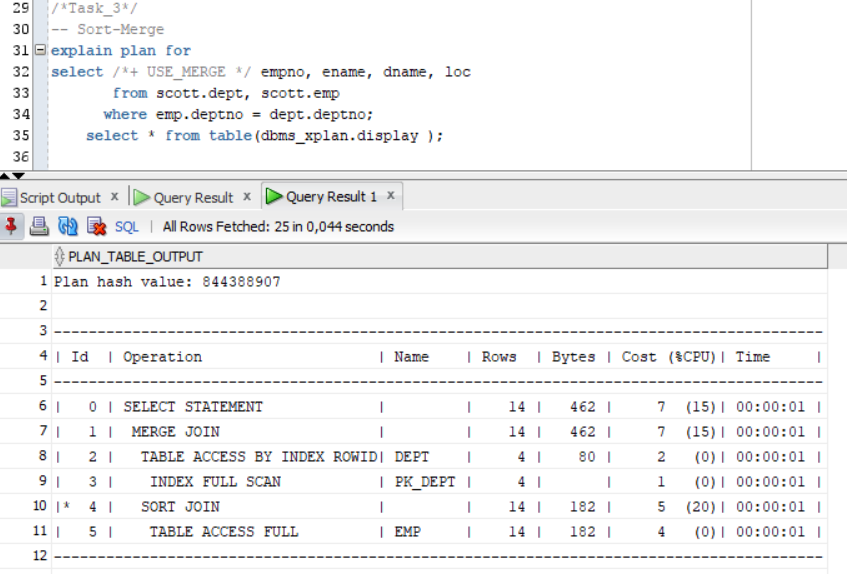 29 /*Task_3*/
30 -- Sort-Merge
31 explain plan for
32 select /*+ USE_MERGE */ empno, ename, dname, loc
33        from scott.dept, scott.emp
34       where emp.deptno = dept.deptno;
35     select * from table(dbms_xplan.display );
36
Script Output x | Query Result x | Query Result 1 x
SQL | All Rows Fetched: 25 in 0,044 seconds
PLAN_TABLE_OUTPUT
1 Plan hash value: 844388907
2
3 ----------------------------------------------------------------------------------------
4 | Id  | Operation                    | Name    | Rows  | Bytes | Cost (%CPU)| Time     |
5 ----------------------------------------------------------------------------------------
6 |   0 | SELECT STATEMENT             |         |    14 |   462 |     7  (15)| 00:00:01 |
7 |   1 |  MERGE JOIN                  |         |    14 |   462 |     7  (15)| 00:00:01 |
8 |   2 |   TABLE ACCESS BY INDEX ROWID| DEPT    |     4 |    80 |     2   (0)| 00:00:01 |
9 |   3 |    INDEX FULL SCAN           | PK_DEPT |     4 |       |     1   (0)| 00:00:01 |
10 |*  4 |   SORT JOIN                  |         |    14 |   182 |     5  (20)| 00:00:01 |
11 |   5 |    TABLE ACCESS FULL         | EMP     |    14 |   182 |     4   (0)| 00:00:01 |
12 ----------------------------------------------------------------------------------------